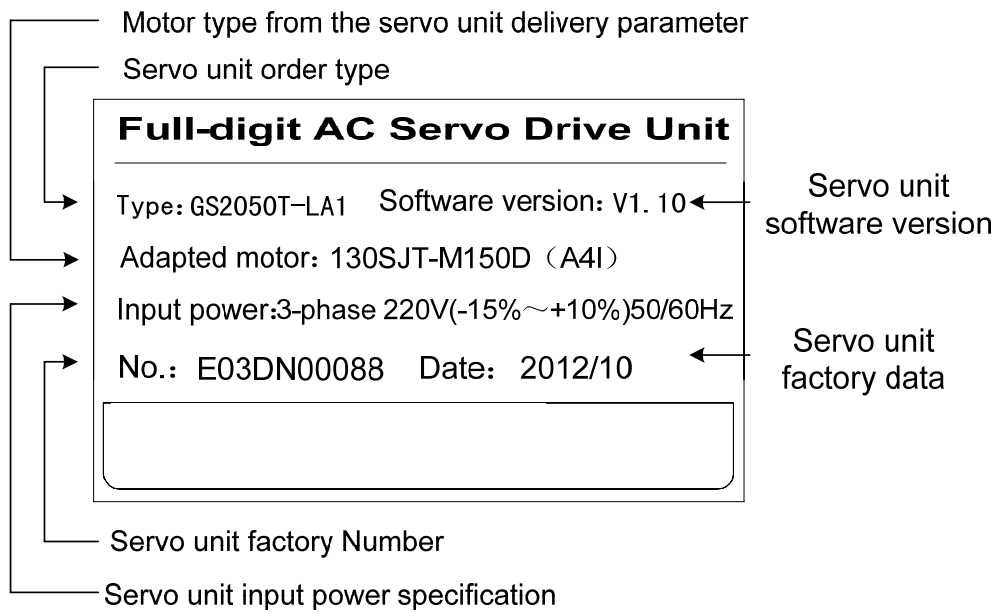 Motor type from the servo unit delivery parameter
Servo unit order type
Full-digit AC Servo Drive Unit
Type: GS2050T-LA1 Software version: V1.10
Servo unit
software version
Adapted motor: 130SJT-M150D (A4I)
Input power:3-phase 220V(-15%～+10%)50/60Hz
No.: E03DN00088 Date: 2012/10
Servo unit
factory data
Servo unit factory Number
Servo unit input power specification